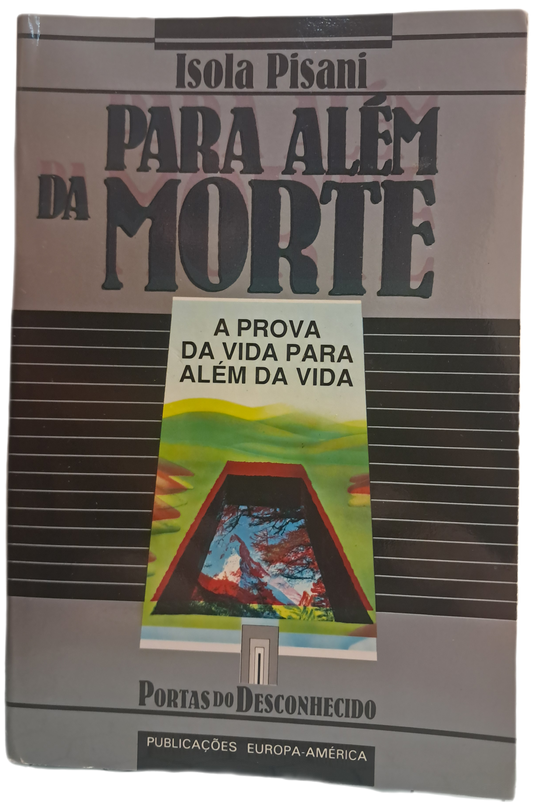 Isola Pisani
PARA ALÉM
DA MORTE
A PROVA
DA VIDA PARA
ALÉM DA VIDA
PORTAS DO DESCONHECIDO
PUBLICAÇÕES EUROPA-AMÉRICA